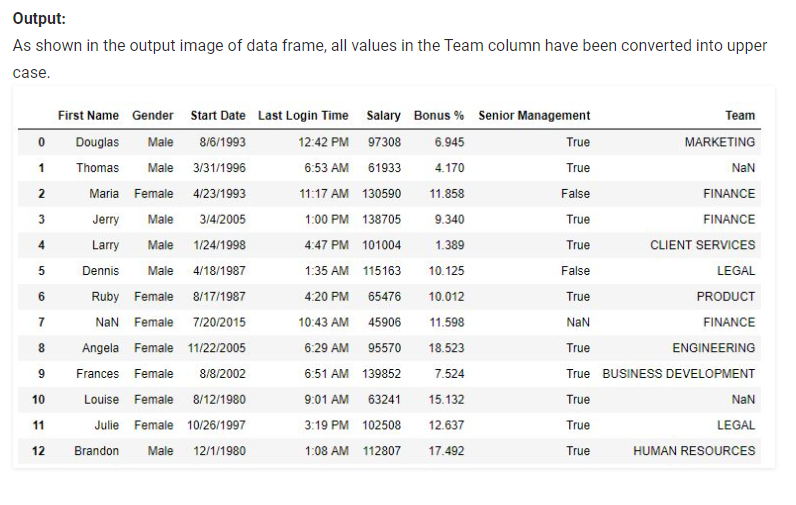 Output:
As shown in the output image of data frame, all values in the Team column have been converted into upper
case.
First Name Gender Start Date Last Login Time Salary Bonus % Senior Management Team
0 Douglas Male 8/6/1993 12:42 PM 97308 6.945 True MARKETING
1 Thomas Male 3/31/1996 6:53 AM 61933 4.170 True NaN
2 Maria Female 4/23/1993 11:17 AM 130590 11.858 False FINANCE
3 Jerry Male 3/4/2005 1:00 PM 138705 9.340 True FINANCE
4 Larry Male 1/24/1998 4:47 PM 101004 1.389 True CLIENT SERVICES
5 Dennis Male 4/18/1987 1:35 AM 115163 10.125 False LEGAL
6 Ruby Female 8/17/1987 4:20 PM 65476 10.012 True PRODUCT
7 NaN Female 7/20/2015 10:43 AM 45906 11.598 NaN FINANCE
8 Angela Female 11/22/2005 6:29 AM 95570 18.523 True ENGINEERING
9 Frances Female 8/8/2002 6:51 AM 139852 7.524 True BUSINESS DEVELOPMENT
10 Louise Female 8/12/1980 9:01 AM 63241 15.132 True NaN
11 Julie Female 10/26/1997 3:19 PM 102508 12.637 True LEGAL
12 Brandon Male 12/1/1980 1:08 AM 112807 17.492 True HUMAN RESOURCES